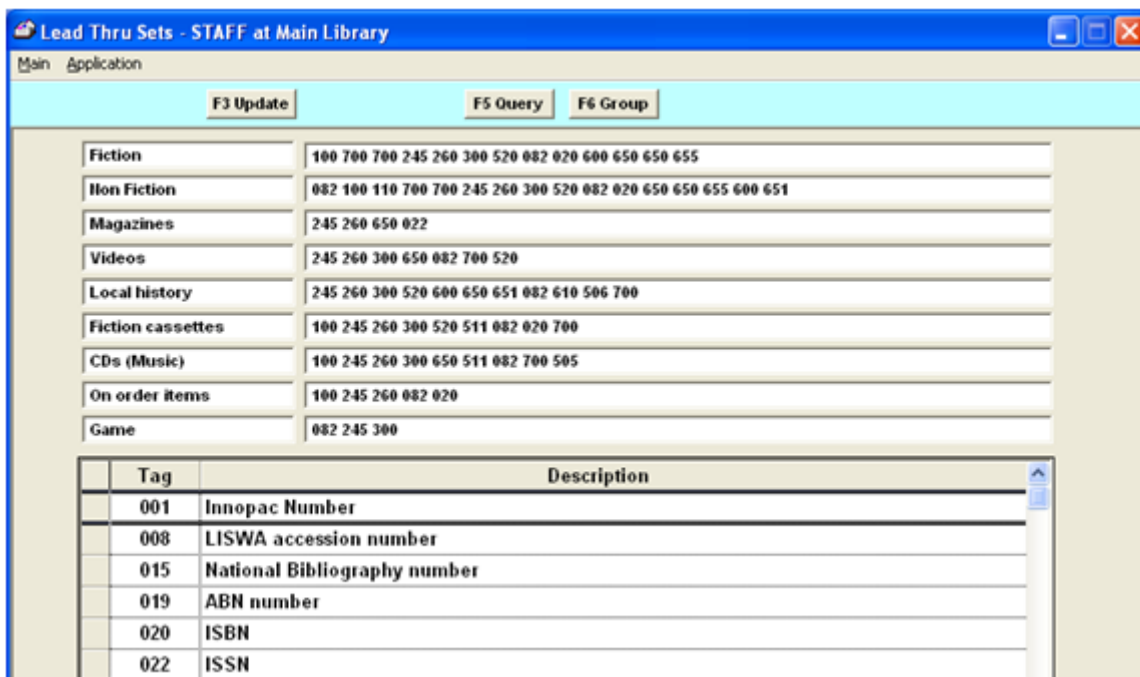 Lead Thru Sets - STAFF at Main Library
Main Application
F3 Update F5 Query F6 Group
Fiction 100 700 700 245 260 300 520 082 020 600 650 650 655
Non Fiction 082 100 110 700 700 245 260 300 520 082 020 650 650 655 600 651
Magazines 245 260 650 022
Videos 245 260 300 650 082 700 520
Local history 245 260 300 520 600 650 651 082 610 506 700
Fiction cassettes 100 245 260 300 520 511 082 020 700
CDs (Music) 100 245 260 300 650 511 082 700 505
On order items 100 245 260 082 020
Game 082 245 300
Tag Description
001 Innopac Number
008 LISWA accession number
015 National Bibliography number
019 ABN number
020 ISBN
022 ISSN